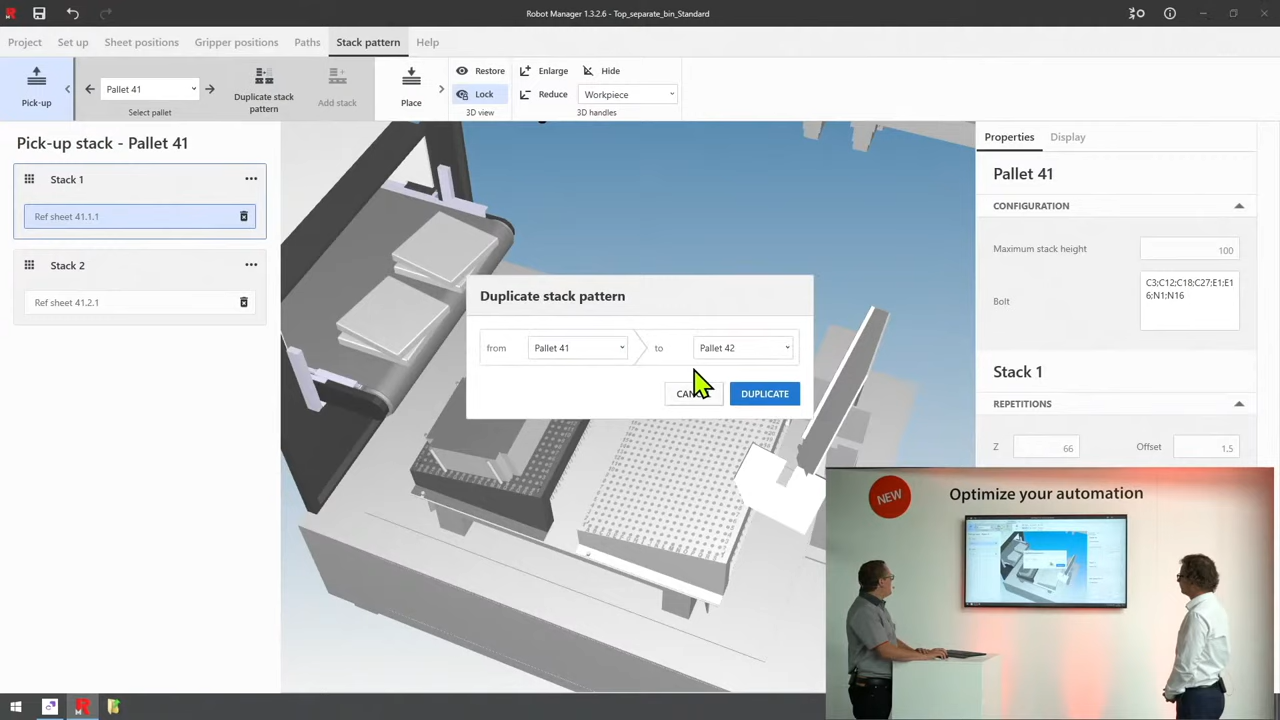 Robot Manager 1.3.2.6 - Top_separate_bin_Standard
Project
Set up
Sheet positions
Gripper positions
Paths
Stack pattern
Help
Pick-up
Pallet 41
Select pallet
Duplicate stack
pattern
Add stack
Place
Restore
Lock
3D view
Enlarge
Reduce
Hide
Workpiece
3D handles
Pick-up stack - Pallet 41
Stack 1
Ref sheet 41.1.1
Stack 2
Ref sheet 41.2.1
Duplicate stack pattern
from
Pallet 41
to
Pallet 42
DUPLICATE
Properties
Display
Pallet 41
CONFIGURATION
Maximum stack height
100
Bolt
C3;C12;C18;C27;E1;E1
6;N1;N16
Stack 1
REPETITIONS
Z
66
Offset
1,5
NEW
Optimize your automation